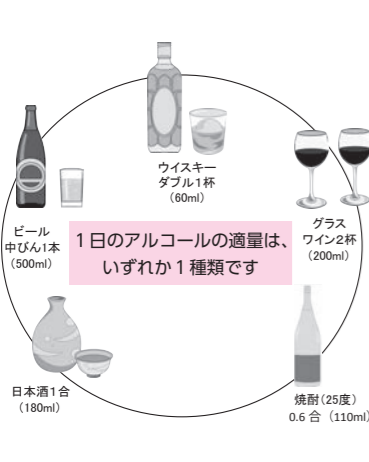 ウイスキー
ダブル1杯
（60ml）
ビール
中びん1本
（500ml）
グラス
ワイン2杯
（200ml）
１日のアルコールの適量は、
いずれか１種類です
日本酒1合
（180ml）
焼酎（25度）
0.6 合（110ml）